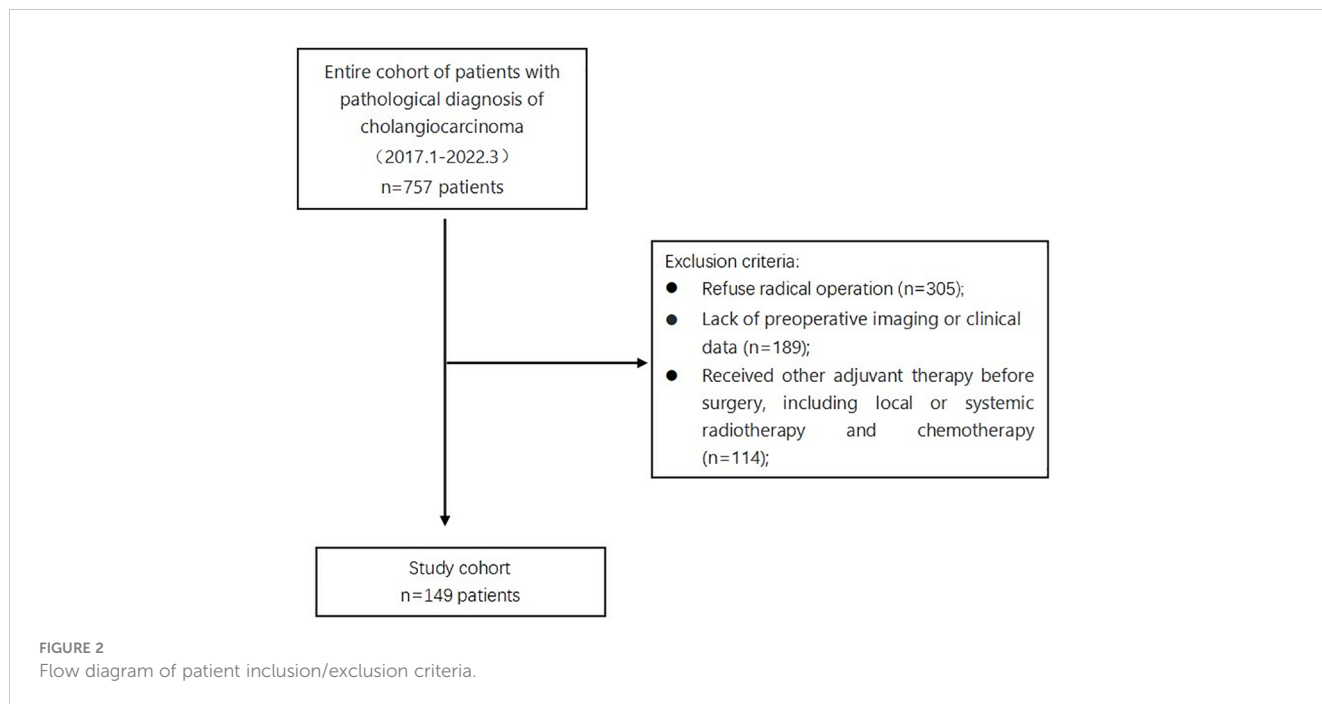 Entire cohort of patients with
pathological diagnosis of
cholangiocarcinoma
（2017.1-2022.3）
n=757 patients
Exclusion criteria:
● Refuse radical operation (n=305);
● Lack of preoperative imaging or clinical
data (n=189);
● Received other adjuvant therapy before
surgery, including local or systemic
radiotherapy and chemotherapy
(n=114);
Study cohort
n=149 patients
FIGURE 2
Flow diagram of patient inclusion/exclusion criteria.